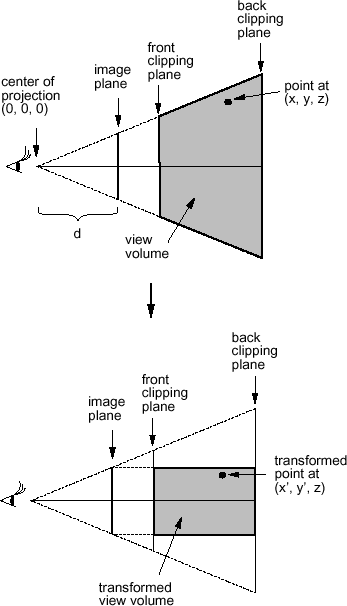 back
clipping
plane
front
clipping
plane
image
plane
center of
projection
(0, 0, 0)
point at
(x, y, z)
d
view
volume
back
clipping
plane
front
clipping
plane
image
plane
transformed
point at
(x', y', z)
transformed
view volume